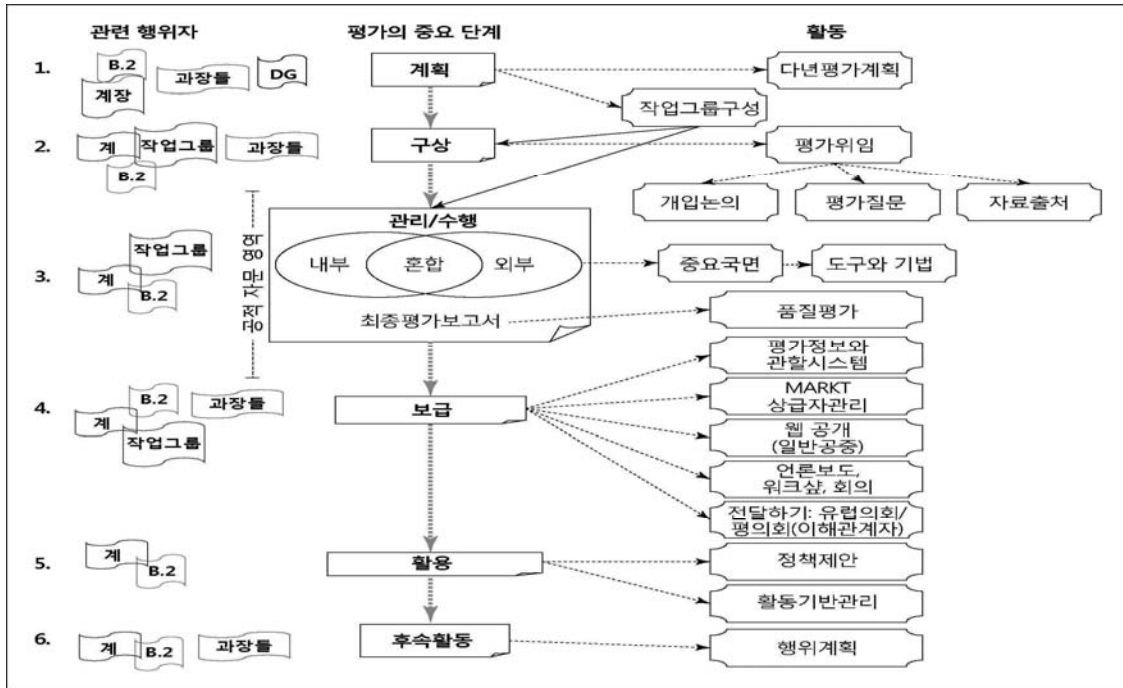 관련 행위자
평가의 중요 단계
활동
1.
B.2
계장
과장들
DG
계획
다년평가계획
작업그룹구성
2.
계
작업그룹
B.2
과장들
구상
평가위임
개입논의
평가질문
자료출처
공적 자문 영역
3.
작업그룹
계
B.2
관리/수행
내부
혼합
외부
최종평가보고서
중요국면
도구와 기법
품질평가
4.
B.2
계
작업그룹
과장들
보급
평가정보와
관할시스템
MARKT
상급자관리
웹 공개
(일반공중)
언론보도,
워크샾, 회의
전달하기: 유럽의회/
평의회(이해관계자)
5.
계
B.2
활용
정책제안
활동기반관리
6.
계
B.2
과장들
후속활동
행위계획